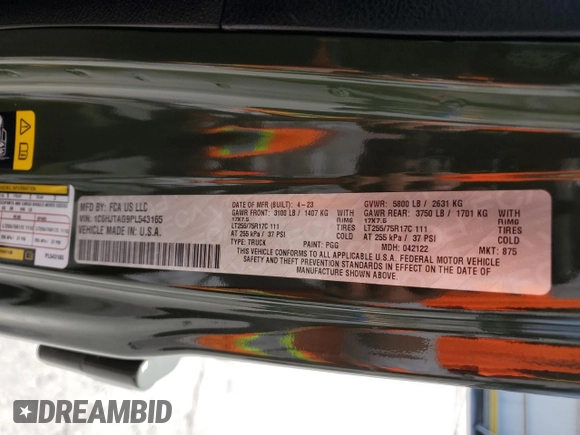 MFD BY: FCA US LLC
VIN: 1C6HJTAG9PL543165
VEHICLE MADE IN U.S.A.
DATE OF MFR (BUILT): 4-23
GAWR FRONT: 3100 LB / 1407 KG
WITH 17X7.5
RIMS
TIRES LT255/75R17C 111
AT 255 kPa / 37 PSI
GVWR: 5800 LB / 2631 KG
GAWR REAR: 3750 LB / 1701 KG
WITH 17X7.5
RIMS
TIRES LT255/75R17C 111
AT 255 kPa / 37 PSI
TYPE: TRUCK PAINT: PGG MDH: 042122 MKT: 875
THIS VEHICLE CONFORMS TO ALL APPLICABLE U.S.A. FEDERAL MOTOR VEHICLE
SAFETY AND THEFT PREVENTION STANDARDS IN EFFECT ON THE DATE OF
MANUFACTURE SHOWN ABOVE.
PL543165
DREAMBID